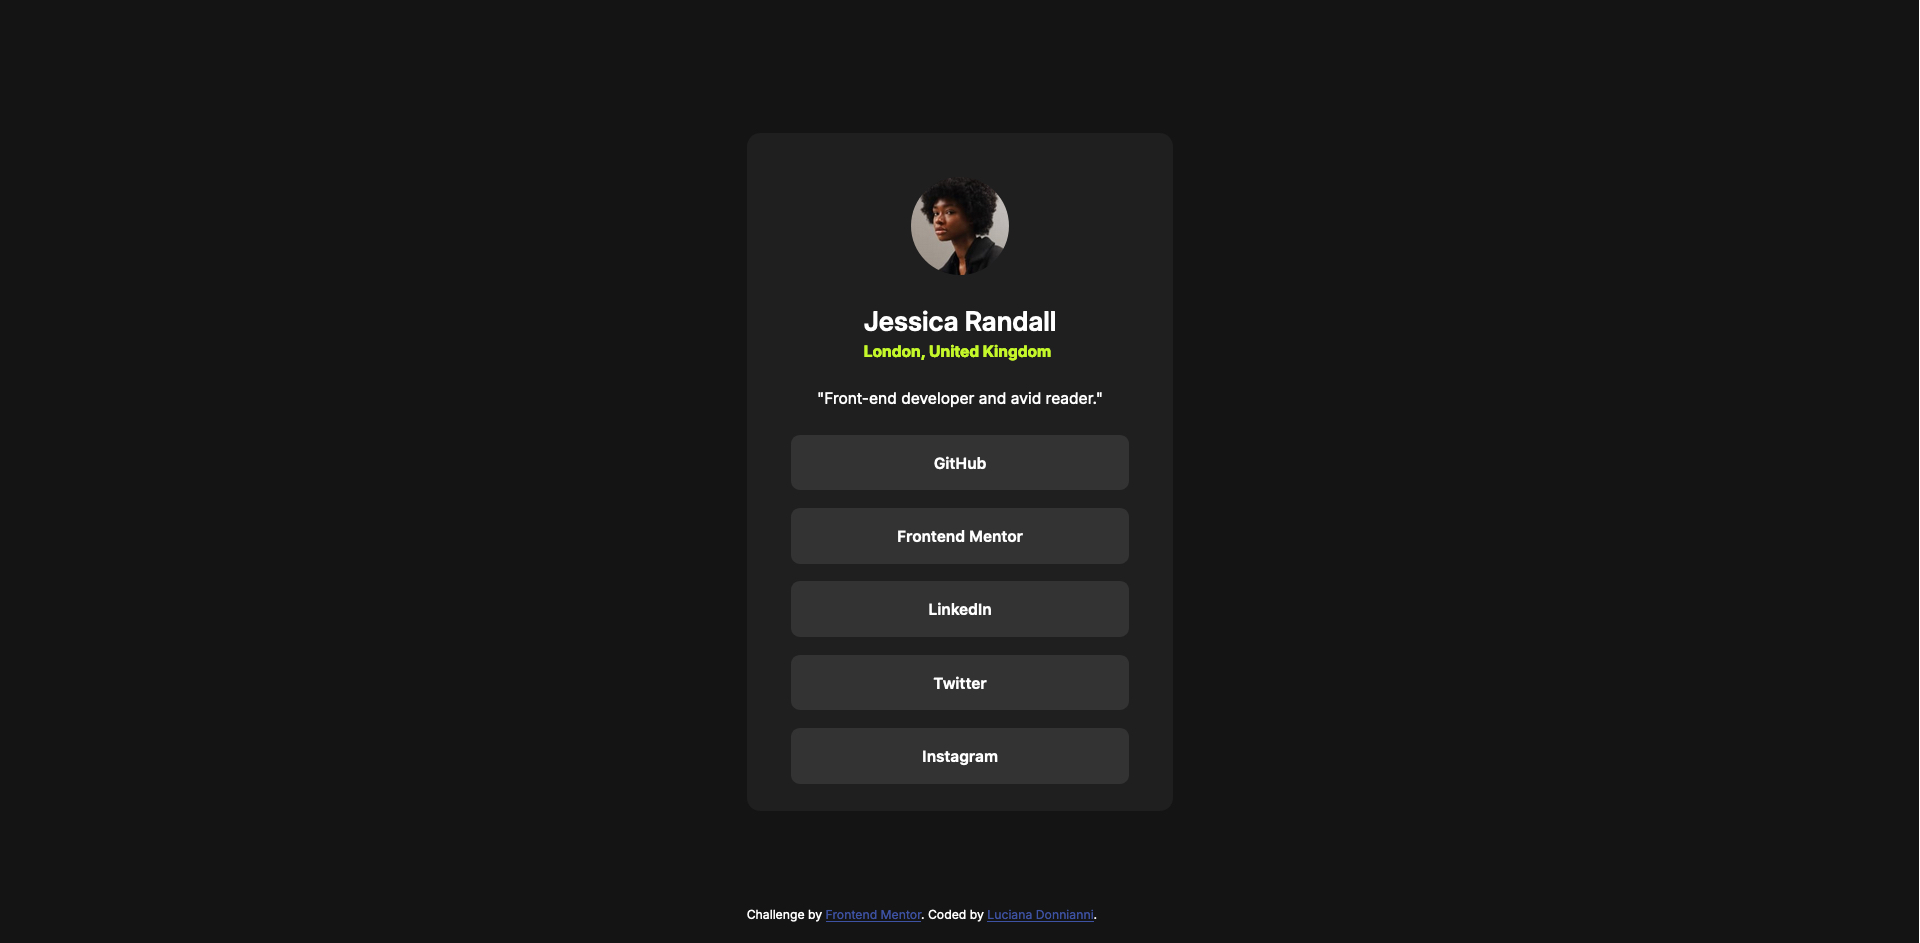 Jessica Randall
London, United Kingdom
"Front-end developer and avid reader."
GitHub
Frontend Mentor
LinkedIn
Twitter
Instagram
Challenge by Frontend Mentor. Coded by Luciana Donnianni.